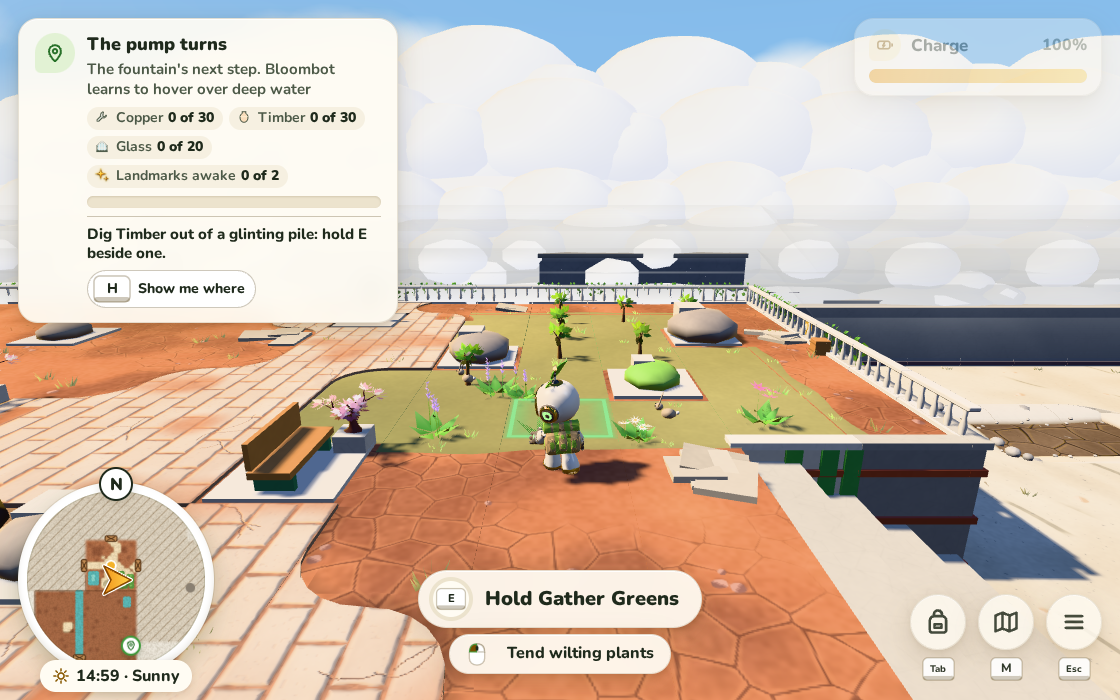 The pump turns
The fountain's next step. Bloombot
learns to hover over deep water
Copper 0 of 30 Timber 0 of 30
Glass 0 of 20
Landmarks awake 0 of 2
Dig Timber out of a glinting pile: hold E
beside one.
H Show me where
Charge 100%
N
14:59 · Sunny
E Hold Gather Greens
Tend wilting plants
Tab M Esc